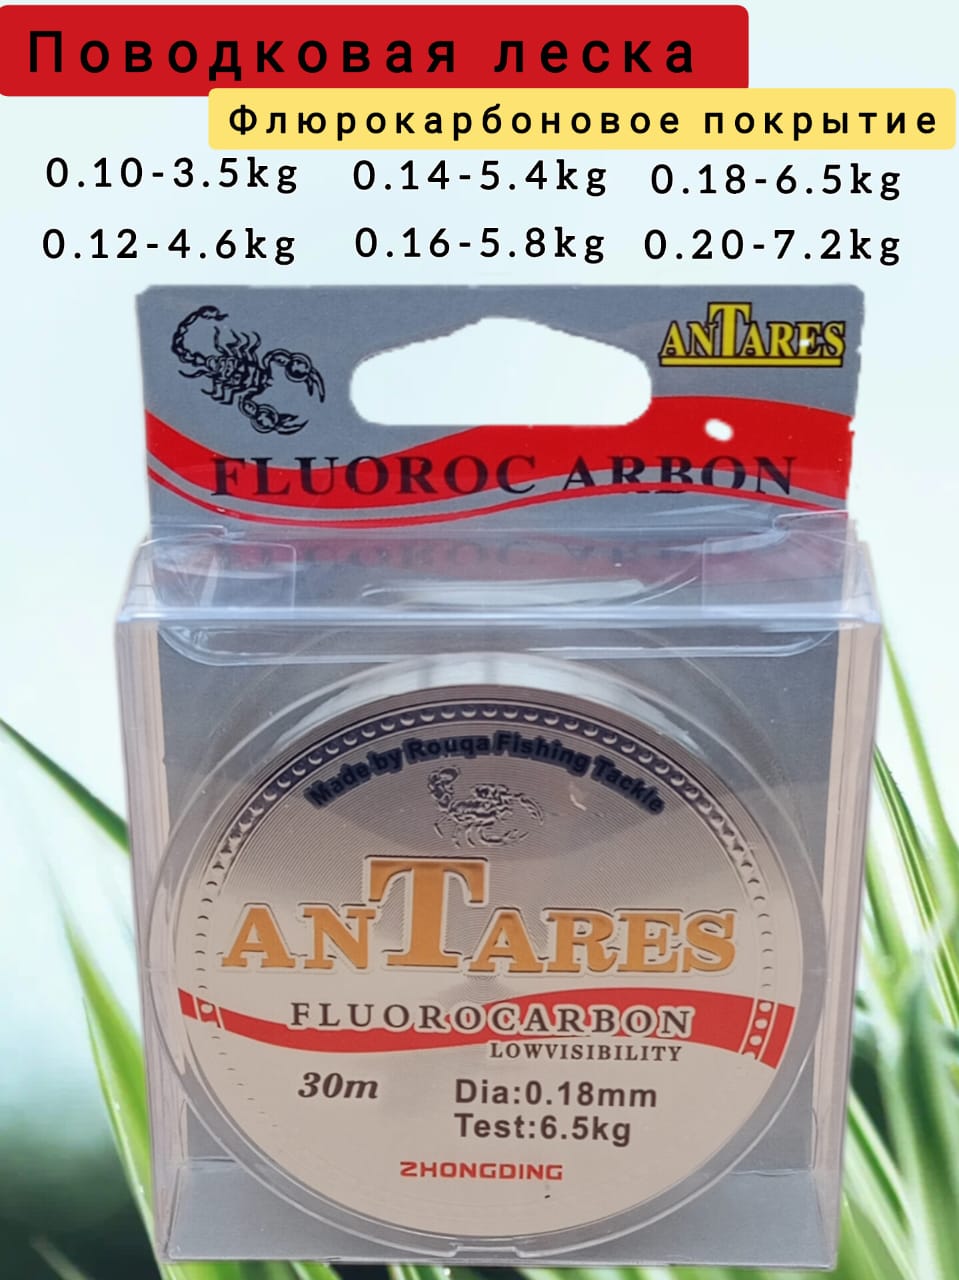 Поводковая леска
Флюрокарбоновое покрытие
0.10-3.5kg 0.14-5.4kg 0.18-6.5kg
0.12-4.6kg 0.16-5.8kg 0.20-7.2kg
ANTARES
FLUOROC ARBON
Made by Rouqa Fishing Tackle
ANTARES
FLUOROCARBON
LOWVISIBILITY
30m Dia:0.18mm
Test:6.5kg
ZHONGDING